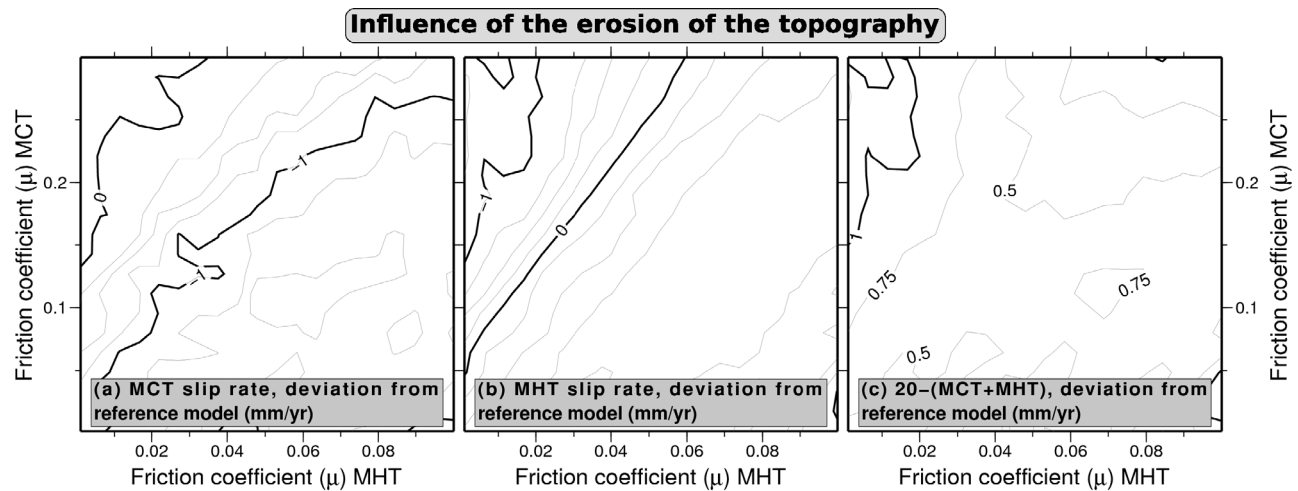 Influence of the erosion of the topography
Friction coefficient (μ) MCT
0.2
0.1
0
−1
−1
(a) MCT slip rate, deviation from
reference model (mm/yr)
0.02 0.04 0.06 0.08
Friction coefficient (μ) MHT
−1
0
(b) MHT slip rate, deviation from
reference model (mm/yr)
0.02 0.04 0.06 0.08
Friction coefficient (μ) MHT
1
0.5
0.75
0.75
0.5
(c) 20−(MCT+MHT), deviation from
reference model (mm/yr)
0.02 0.04 0.06 0.08
Friction coefficient (μ) MHT
0.2
0.1
Friction coefficient (μ) MCT